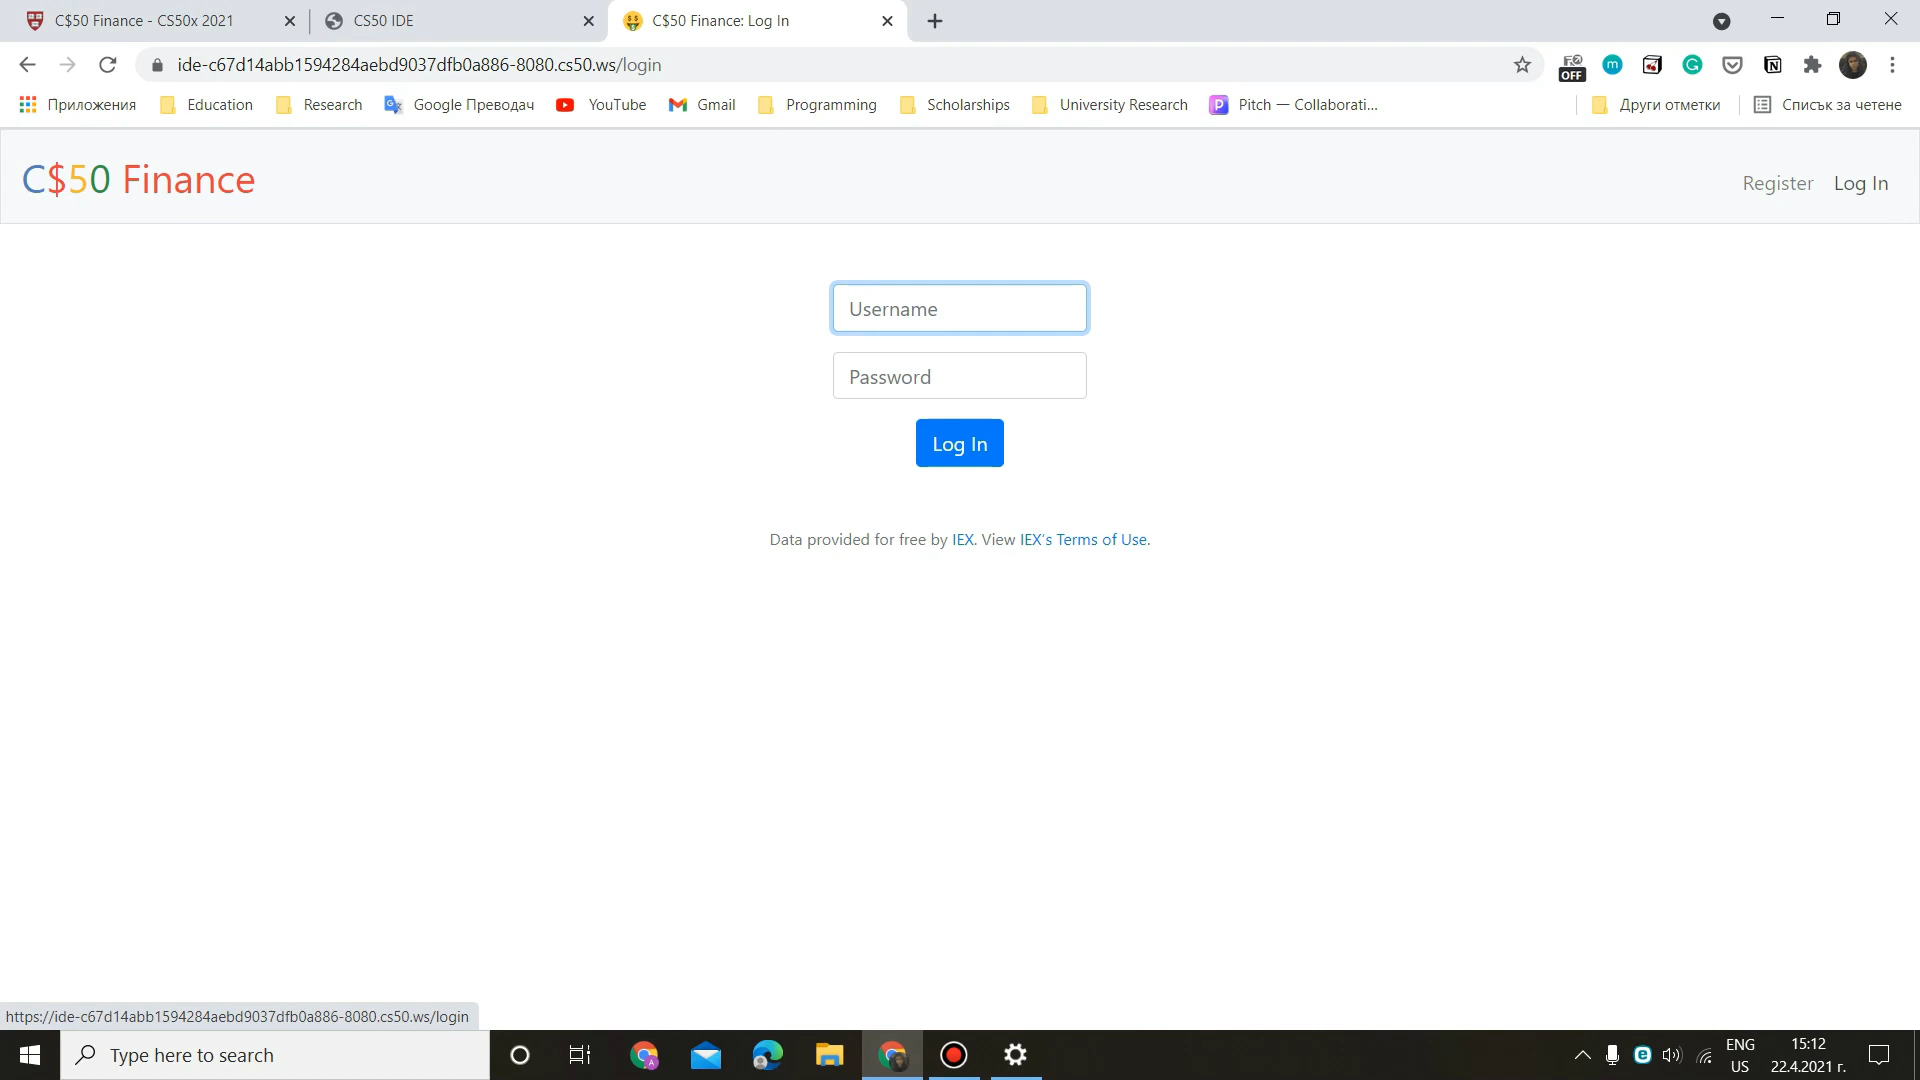 C$50 Finance - CS50x 2021
CS50 IDE
C$50 Finance: Log In
ide-c67d14abb1594284aebd9037dfb0a886-8080.cs50.ws/login
OFF
Приложения
Education
Research
Google Преводач
YouTube
Gmail
Programming
Scholarships
University Research
Pitch — Collaborati...
Други отметки
Списък за четене
C$50 Finance
Register
Log In
Username
Password
Log In
Data provided for free by IEX. View IEX's Terms of Use.
https://ide-c67d14abb1594284aebd9037dfb0a886-8080.cs50.ws/login
Type here to search
ENG
US
15:12
22.4.2021 г.